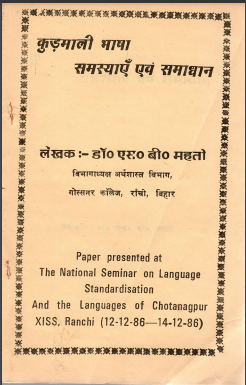 कुड़माली भाषा
समस्याएँ एवं समाधान
लेखक :- डॉ० एस० बी० महतो
विभागाध्यक्ष अर्थशास्त्र विभाग,
गोस्सनर कॉलेज, राँची, बिहार
Paper presented at
The National Seminar on Language
Standardisation
And the Languages of Chotanagpur
XISS, Ranchi (12-12-86—14-12-86)